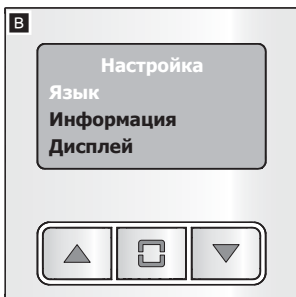 B
Настройка
Язык
Информация
Дисплей